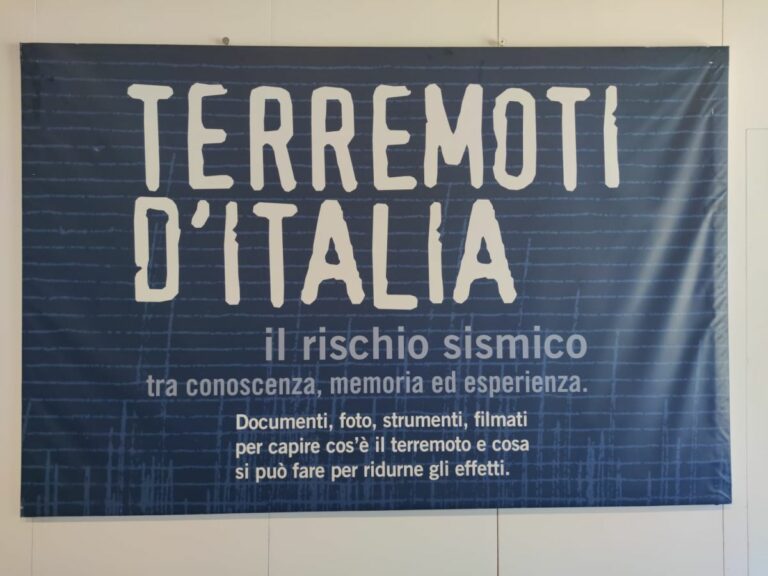 TERREMOTI
D'ITALIA
il rischio sismico
tra conoscenza, memoria ed esperienza.
Documenti, foto, strumenti, filmati
per capire cos'è il terremoto e cosa
si può fare per ridurne gli effetti.